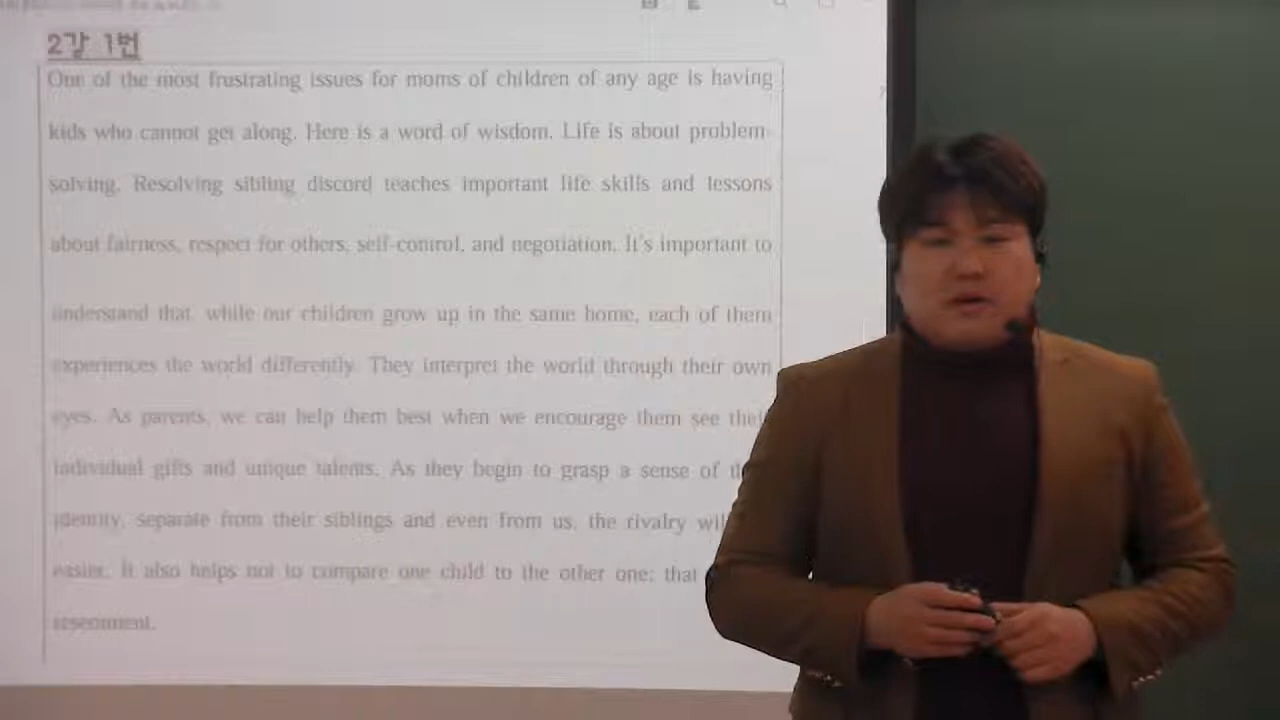 2강 1번
One of the most frustrating issues for moms of children of any age is having
kids who cannot get along. Here is a word of wisdom. Life is about problem-
solving. Resolving sibling discord teaches important life skills and lessons
about fairness, respect for others, self-control, and negotiation. It's important to
understand that, while our children grow up in the same home, each of them
experiences the world differently. They interpret the world through their own
eyes. As parents, we can help them best when we encourage them see their
individual gifts and unique talents. As they begin to grasp a sense of
identity, separate from their siblings and even from us, the rivalry
easier. It also helps not to compare one child to the other one; that
resentment.